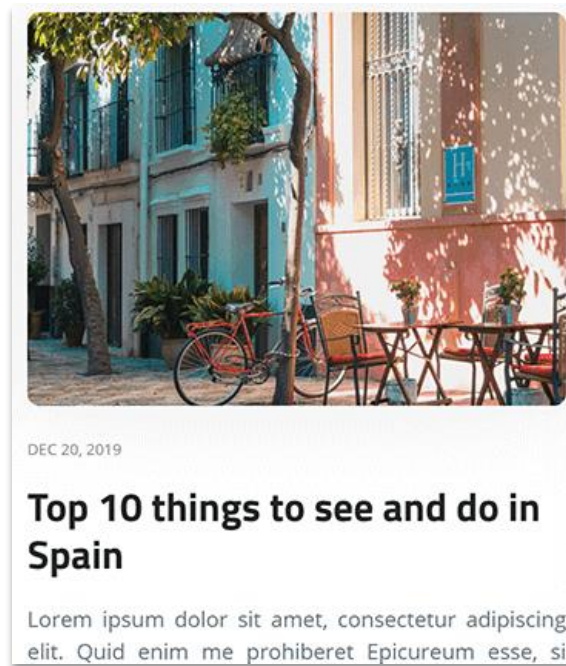 H
DEC 20, 2019
Top 10 things to see and do in
Spain
Lorem ipsum dolor sit amet, consectetur adipiscing
elit. Quid enim me prohiberet Epicureum esse, si